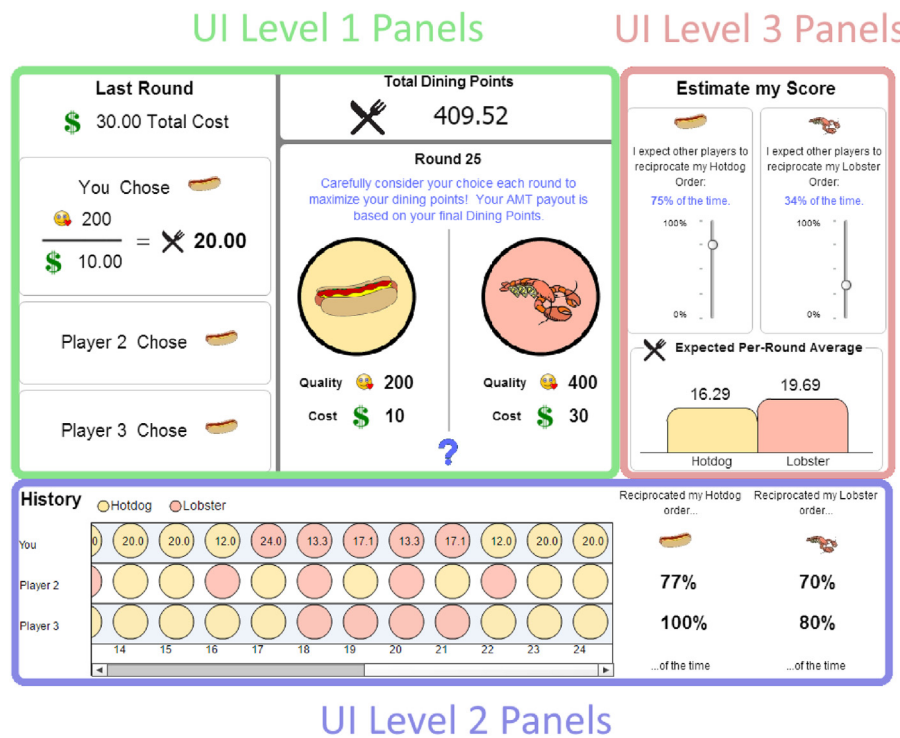 UI Level 1 Panels
UI Level 3 Panels
Last Round
$ 30.00 Total Cost
You Chose
200
$ 10.00
= 20.00
Player 2 Chose
Player 3 Chose
Total Dining Points
409.52
Round 25
Carefully consider your choice each round to
maximize your dining points! Your AMT payout is
based on your final Dining Points.
Quality 200
Cost $ 10
Quality 400
Cost $ 30
?
Estimate my Score
I expect other players to
reciprocate my Hotdog
Order:
75% of the time.
100%
0%
I expect other players to
reciprocate my Lobster
Order:
34% of the time.
100%
0%
Expected Per-Round Average
16.29
19.69
Hotdog
Lobster
History
Hotdog
Lobster
You 0 20.0 20.0 12.0 24.0 13.3 17.1 13.3 17.1 12.0 20.0 20.0
Player 2
Player 3
14 15 16 17 18 19 20 21 22 23 24
Reciprocated my Hotdog
order...
77%
100%
...of the time
Reciprocated my Lobster
order...
70%
80%
...of the time
UI Level 2 Panels